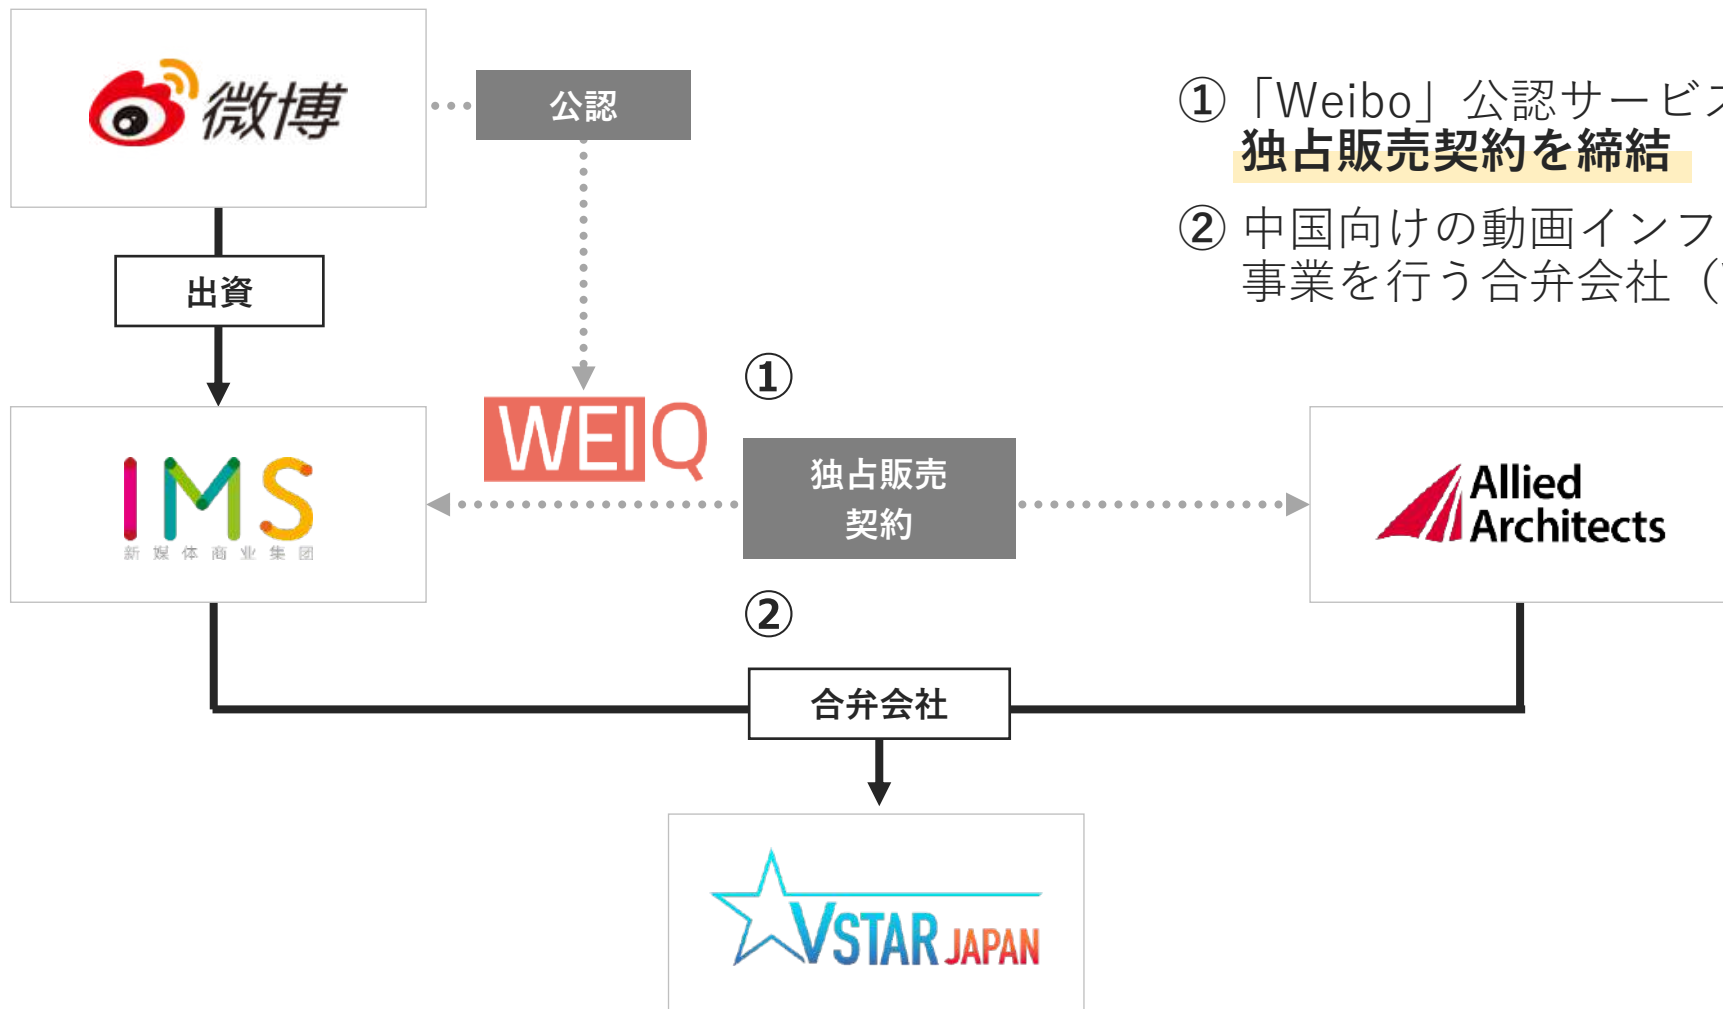 微博
公認
① 「Weibo」公認サービス
独占販売契約を締結
② 中国向けの動画インフ
事業を行う合弁会社（
出資
①
WEIQ
独占販売
契約
IMS
新媒体商业集团
Allied
Architects
②
合弁会社
VSTAR JAPAN